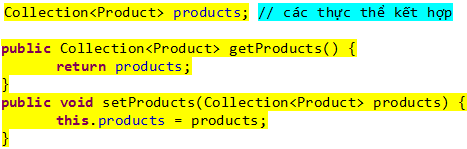 Collection<Product> products; // các thực thể kết hợp
public Collection<Product> getProducts() {
return products;
}
public void setProducts(Collection<Product> products) {
this.products = products;
}